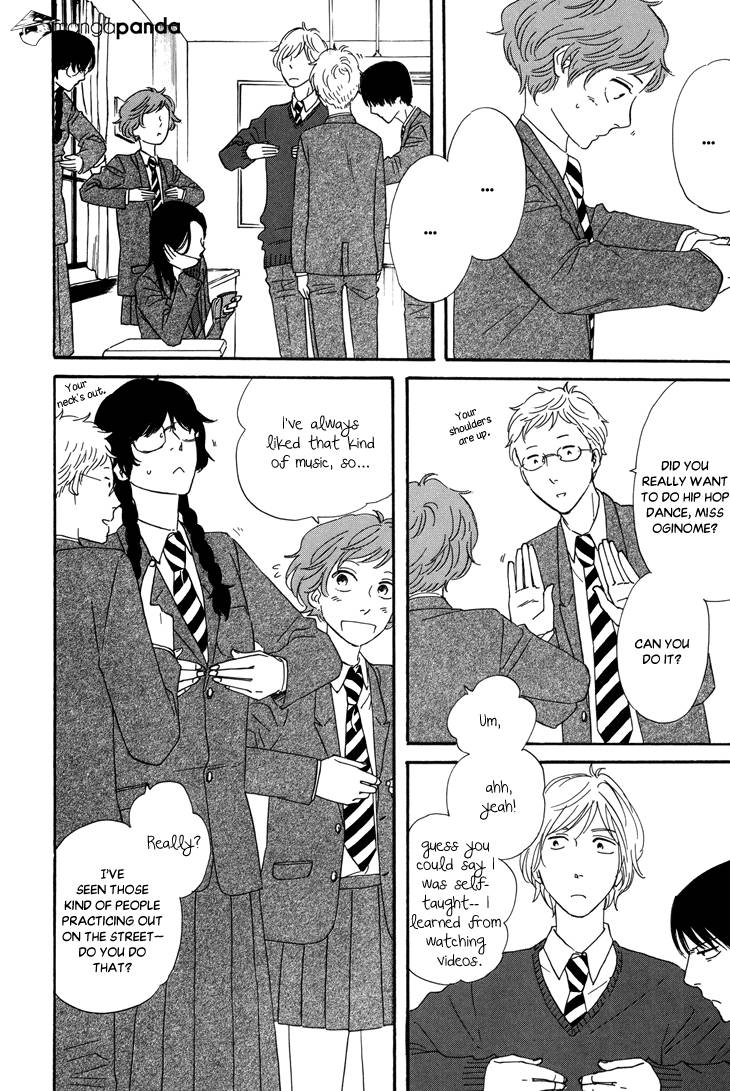 mangapanda
...
...
...
DID YOU
REALLY WANT
TO DO HIP HOP
DANCE, MISS
OGINOME?
Your
shoulders
are up.
CAN YOU
DO IT?
Um,
ahh,
yeah!
guess you
could say I
was self-
taught-- I
learned from
watching
videos.
I've always
liked that kind
of music, so...
Your
neck's out.
Really?
I'VE
SEEN THOSE
KIND OF PEOPLE
PRACTICING OUT
ON THE STREET—
DO YOU DO
THAT?